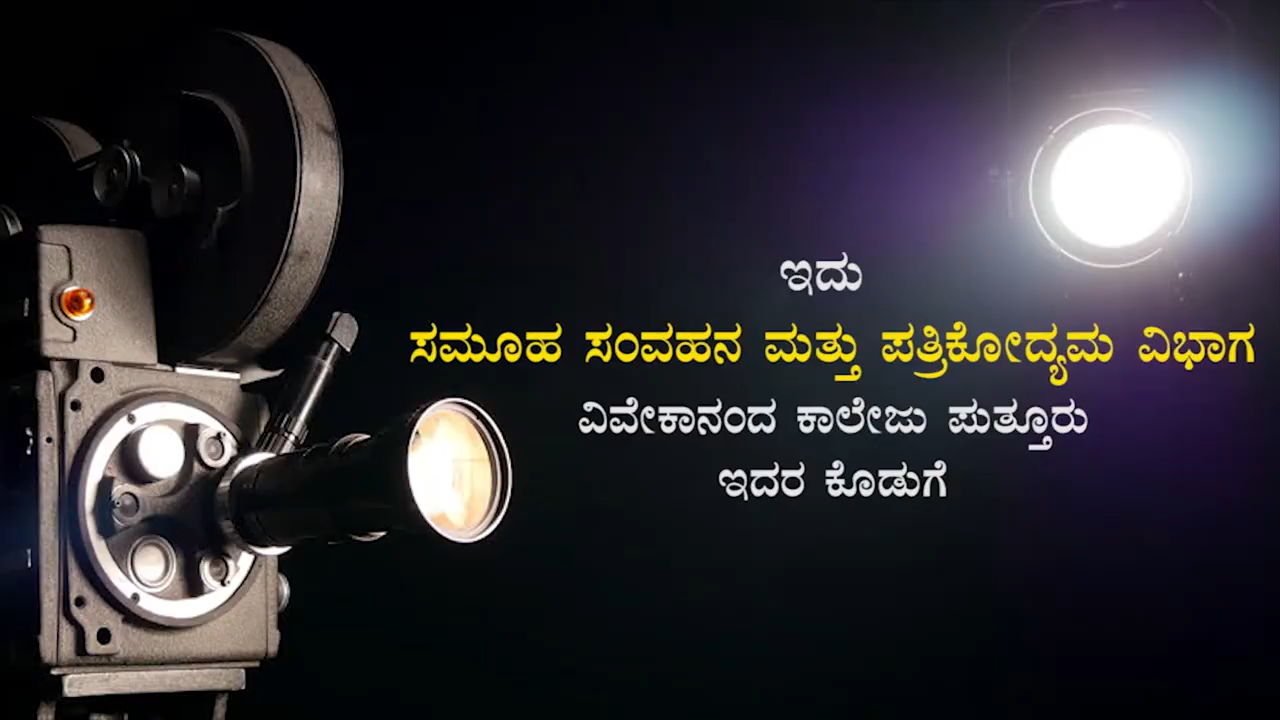 ಇದು
ಸಮೂಹ ಸಂವಹನ ಮತ್ತು ಪತ್ರಿಕೋದ್ಯಮ ವಿಭಾಗ
ವಿವೇಕಾನಂದ ಕಾಲೇಜು ಪುತ್ತೂರು
ಇದರ ಕೊಡುಗೆ